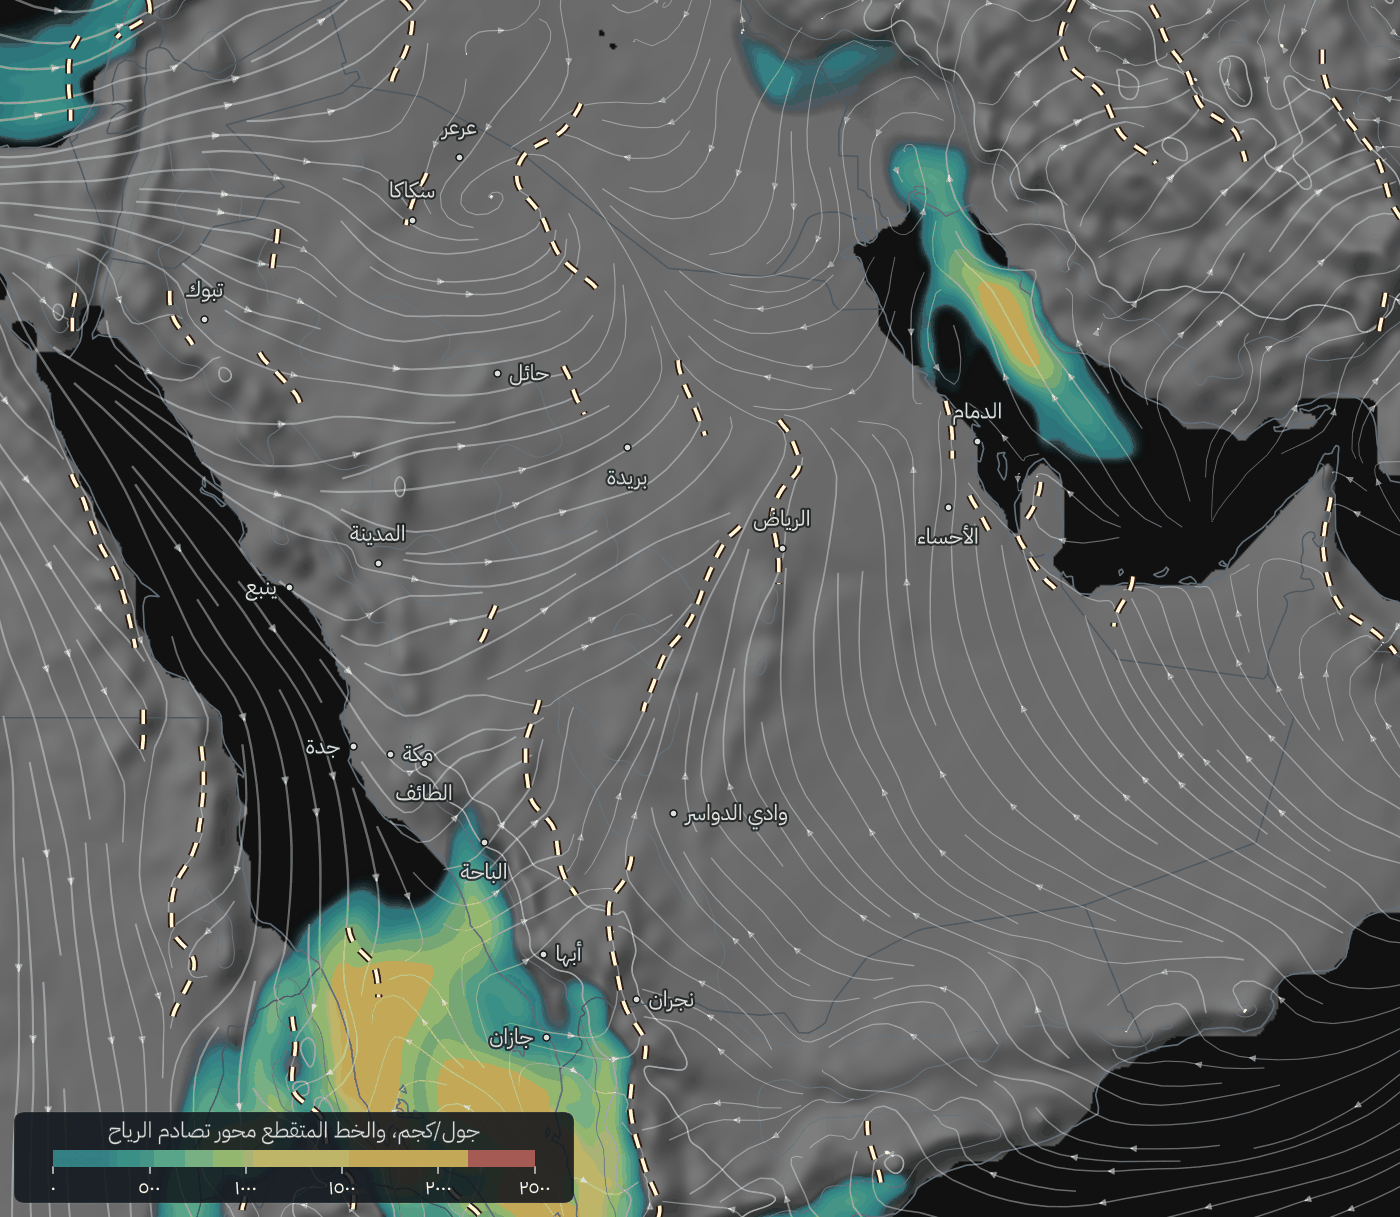 عرعر
سكاكا
تبوك
حائل
الدمام
بريدة
الرياض
الأحساء
المدينة
ينبع
جدة
مكة
الطائف
وادي الدواسر
الباحة
أبها
نجران
جازان
جول/كجم، والخط المتقطع محور تصادم الرياح
٠ ٥٠٠ ١٠٠٠ ١٥٠٠ ٢٠٠٠ ٢٥٠٠